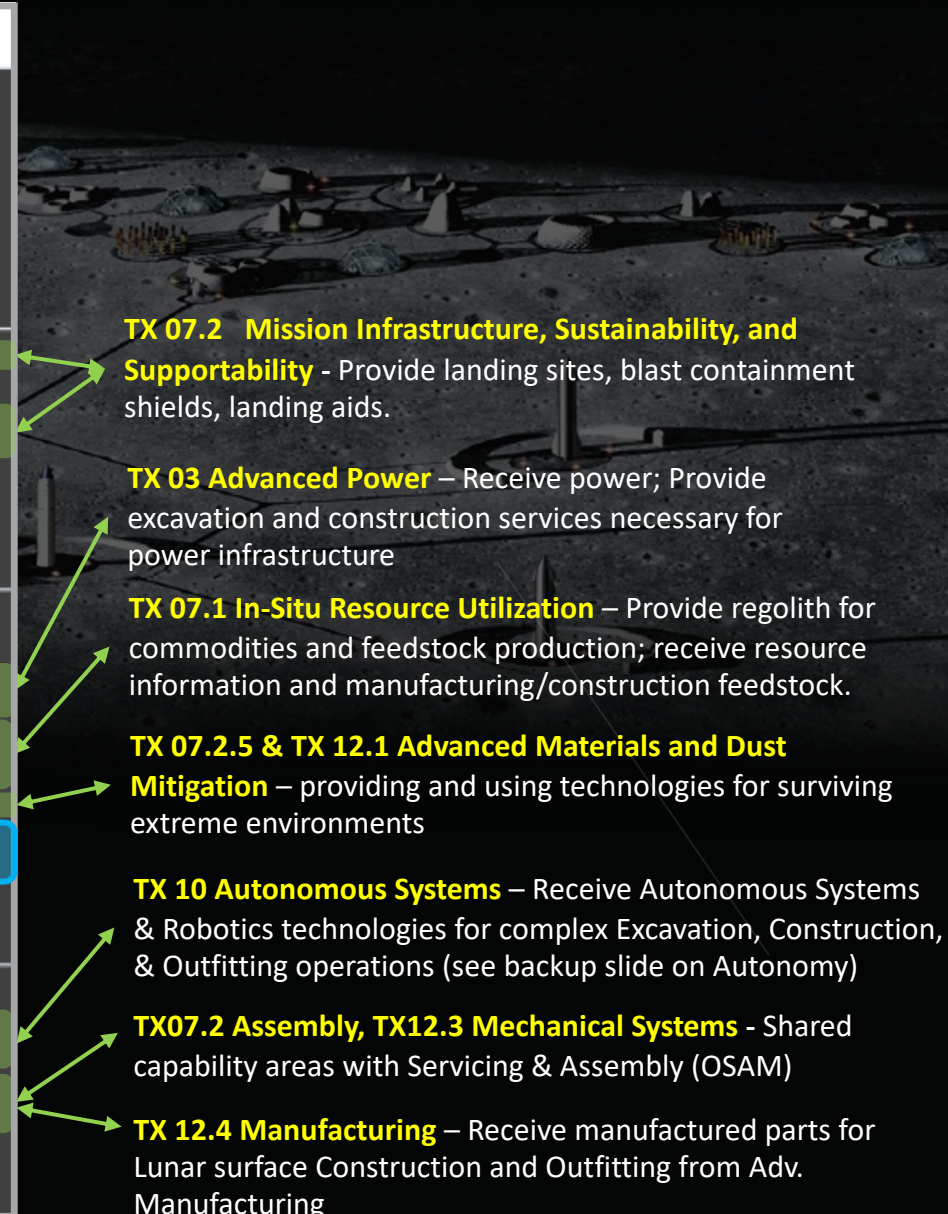 TX 07.2   Mission Infrastructure, Sustainability, and
Supportability - Provide landing sites, blast containment
shields, landing aids.
TX 03 Advanced Power – Receive power; Provide
excavation and construction services necessary for
power infrastructure
TX 07.1 In-Situ Resource Utilization – Provide regolith for
commodities and feedstock production; receive resource
information and manufacturing/construction feedstock.
TX 07.2.5 & TX 12.1 Advanced Materials and Dust
Mitigation – providing and using technologies for surviving
extreme environments
TX 10 Autonomous Systems – Receive Autonomous Systems
& Robotics technologies for complex Excavation, Construction,
& Outfitting operations (see backup slide on Autonomy)
TX07.2 Assembly, TX12.3 Mechanical Systems - Shared
capability areas with Servicing & Assembly (OSAM)
TX 12.4 Manufacturing – Receive manufactured parts for
Lunar surface Construction and Outfitting from Adv.
Manufacturing